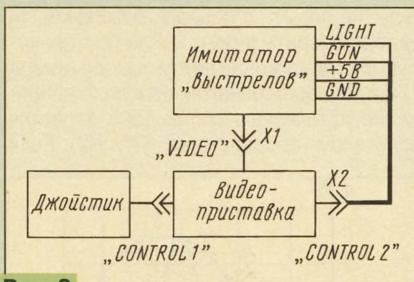 LIGHT
GUN
+5В
GND
Имитатор
„выстрелов"
X1
„VIDEO"
Джойстик
Видео-
приставка
X2
„CONTROL 1"
„CONTROL 2"